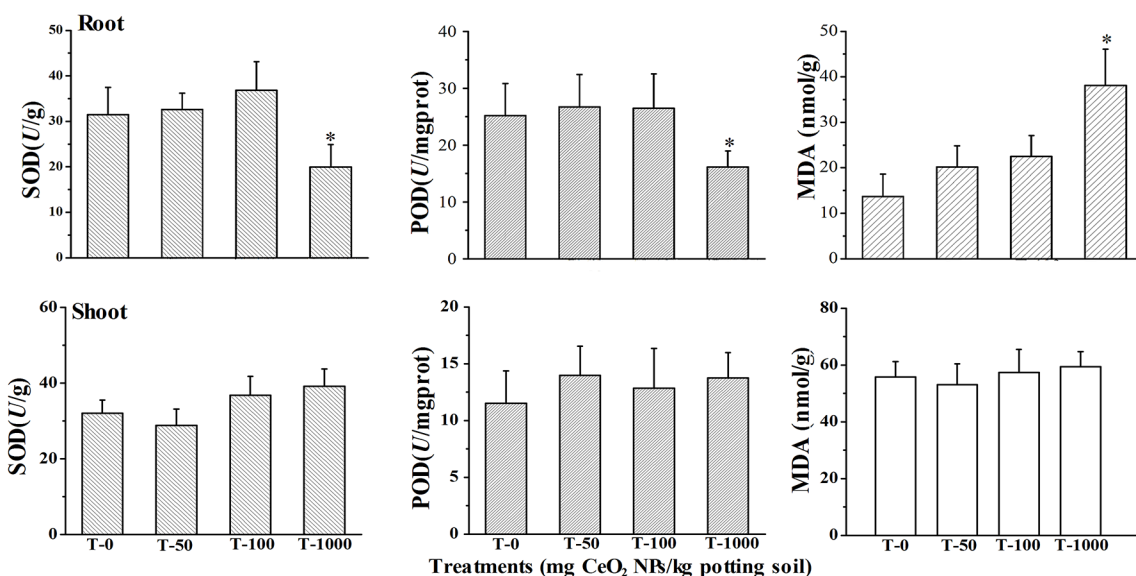 Root
SOD(U/g)
50
40
30
20
10
0
*
POD(U/mgprot)
40
30
20
10
0
*
MDA (nmol/g)
50
40
30
20
10
0
*
Shoot
SOD(U/g)
60
40
20
0
T-0 T-50 T-100 T-1000
POD(U/mgprot)
20
15
10
5
0
T-0 T-50 T-100 T-1000
MDA (nmol/g)
80
60
40
20
0
T-0 T-50 T-100 T-1000
Treatments (mg CeO₂ NPs/kg potting soil)